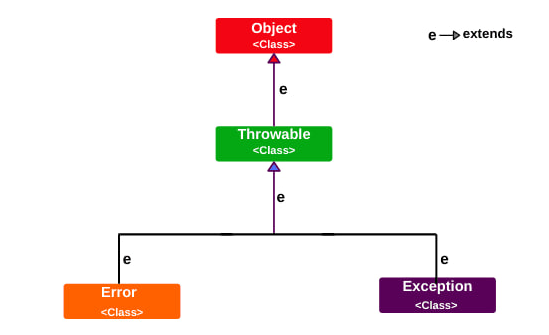 Object
<Class>
e extends
e
Throwable
<Class>
e
e
e
Error
<Class>
Exception
<Class>